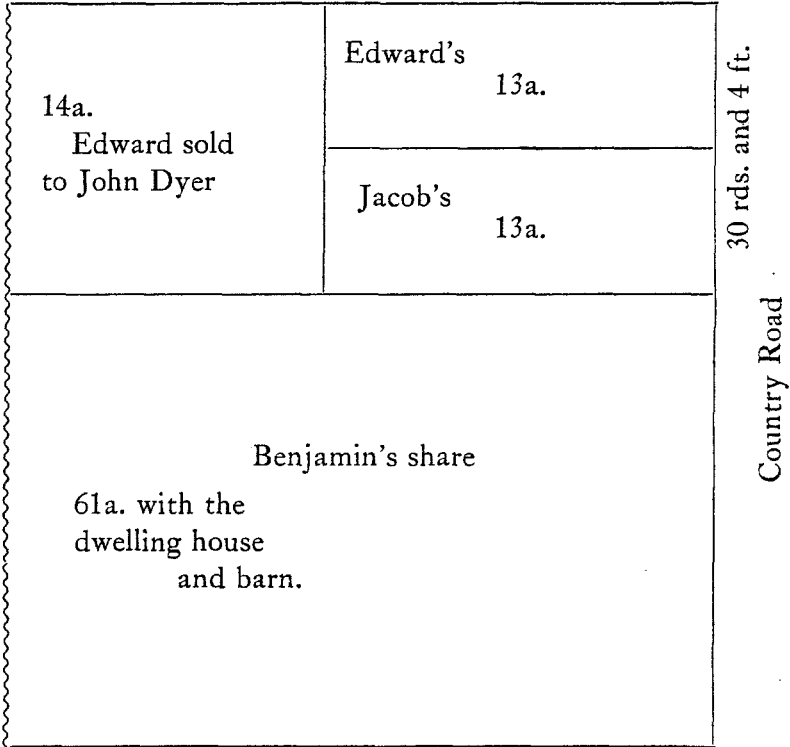 14a.
Edward sold
to John Dyer
Edward's
13a.
Jacob's
13a.
30 rds. and 4 ft.
Country Road
Benjamin's share
61a. with the
dwelling house
and barn.